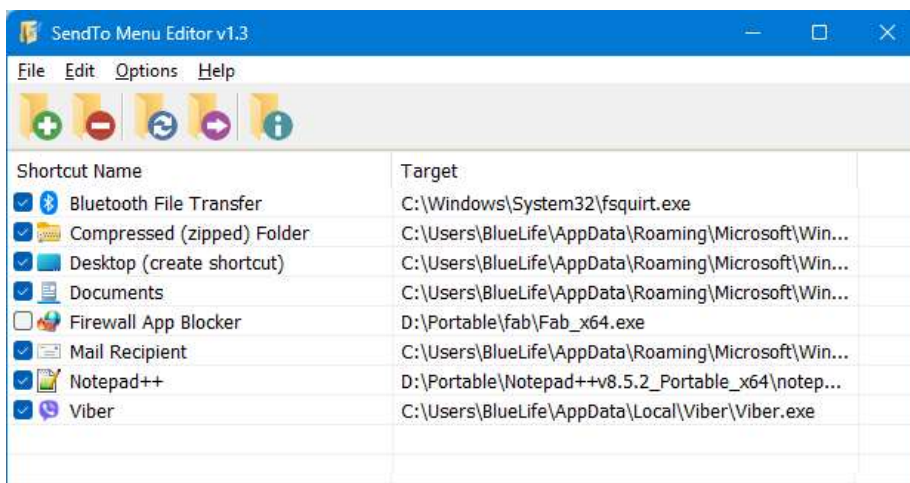 SendTo Menu Editor v1.3
File Edit Options Help
Shortcut Name Target
Bluetooth File Transfer C:\Windows\System32\fsquirt.exe
Compressed (zipped) Folder C:\Users\BlueLife\AppData\Roaming\Microsoft\Win...
Desktop (create shortcut) C:\Users\BlueLife\AppData\Roaming\Microsoft\Win...
Documents C:\Users\BlueLife\AppData\Roaming\Microsoft\Win...
Firewall App Blocker D:\Portable\fab\Fab_x64.exe
Mail Recipient C:\Users\BlueLife\AppData\Roaming\Microsoft\Win...
Notepad++ D:\Portable\Notepad++v8.5.2_Portable_x64\notep...
Viber C:\Users\BlueLife\AppData\Local\Viber\Viber.exe